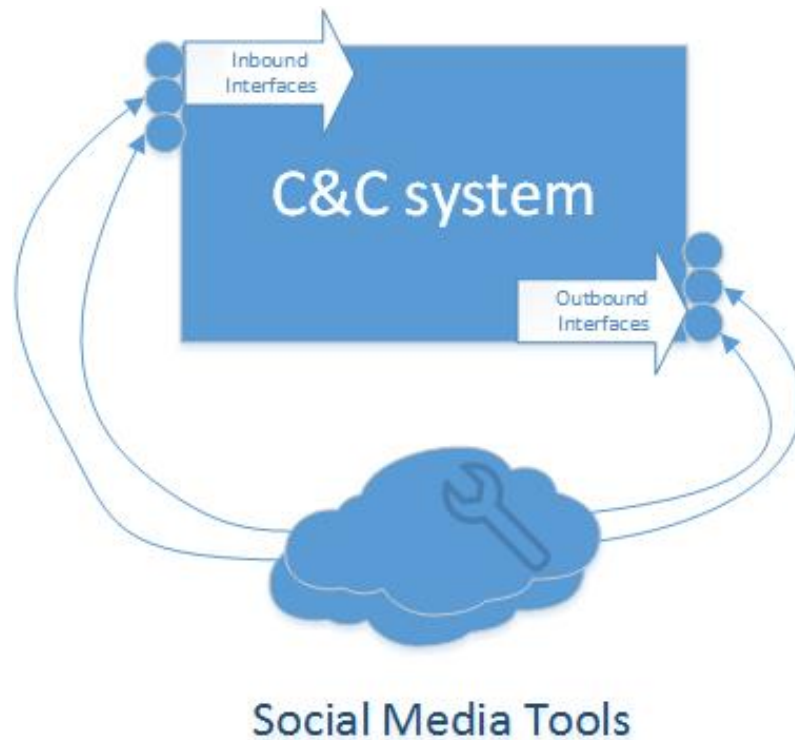 Inbound
Interfaces
C&C system
Outbound
Interfaces
Social Media Tools